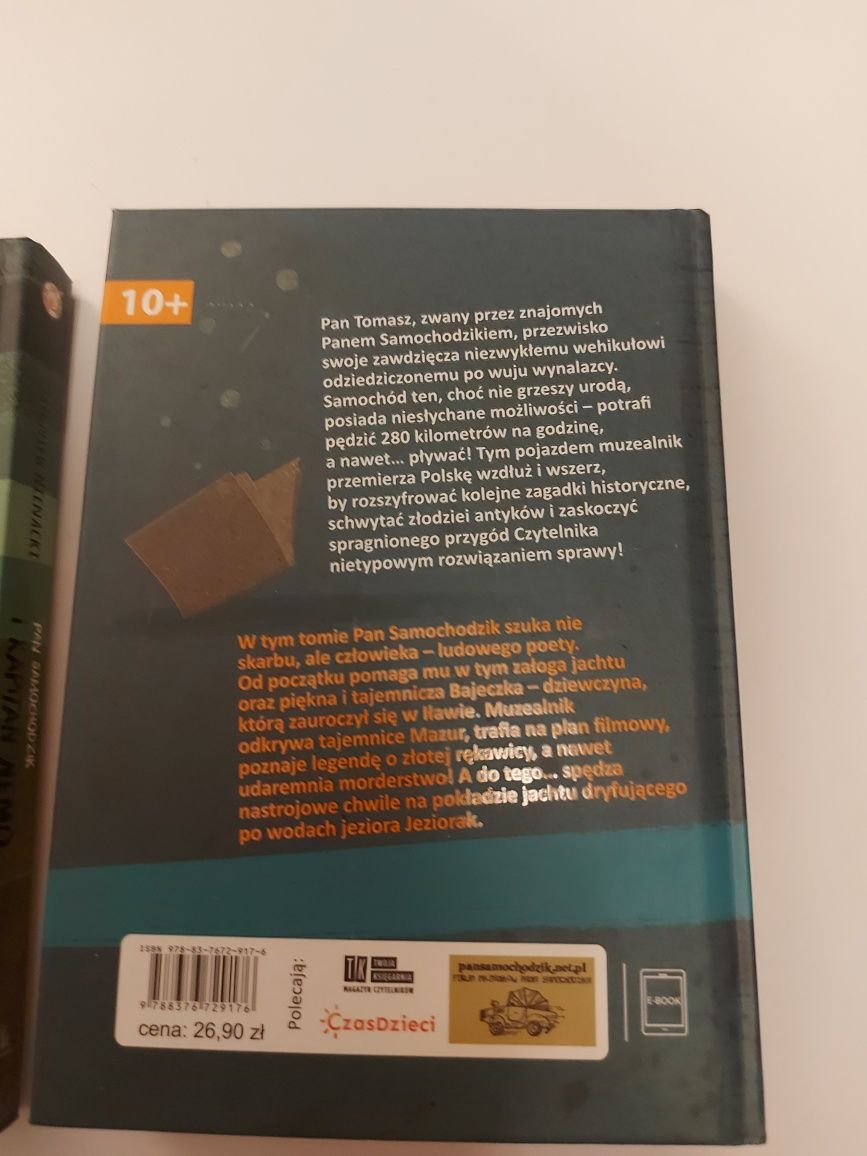 10+
Pan Tomasz, zwany przez znajomych
Panem Samochodzikiem, przezwisko
swoje zawdzięcza niezwykłemu wehikułowi
odziedziczonemu po wuju wynalazcy.
Samochód ten, choć nie grzeszy urodą,
posiada niesłychane możliwości – potrafi
pędzić 280 kilometrów na godzinę,
a nawet... pływać! Tym pojazdem muzealnik
przemierza Polskę wzdłuż i wszerz,
by rozszyfrować kolejne zagadki historyczne,
schwytać złodziei antyków i zaskoczyć
spragnionego przygód Czytelnika
nietypowym rozwiązaniem sprawy!
W tym tomie Pan Samochodzik szuka nie
skarbu, ale człowieka – ludowego poety.
Od początku pomaga mu w tym załoga jachtu
oraz piękna i tajemnicza Bajeczka – dziewczyna,
którą zauroczył się w Iławie. Muzealnik
odkrywa tajemnice Mazur, trafia na plan filmowy,
poznaje legendę o złotej rękawicy, a nawet
udaremnia morderstwo! A do tego... spędza
nastrojowe chwile na pokładzie jachtu dryfującego
po wodach jeziora Jeziorak.
ISBN 978-83-7672-917-6
9 788376 729176
cena: 26,90 zł
Polecają:
TK TWOJA
KSIĘGARNIA
MAGAZYN CZYTELNIKÓW
CzasDzieci
pansamochodzik.net.pl
E-BOOK
NIENACKI
PAN SAMOCHODZIK
I KAPITAN NEMO